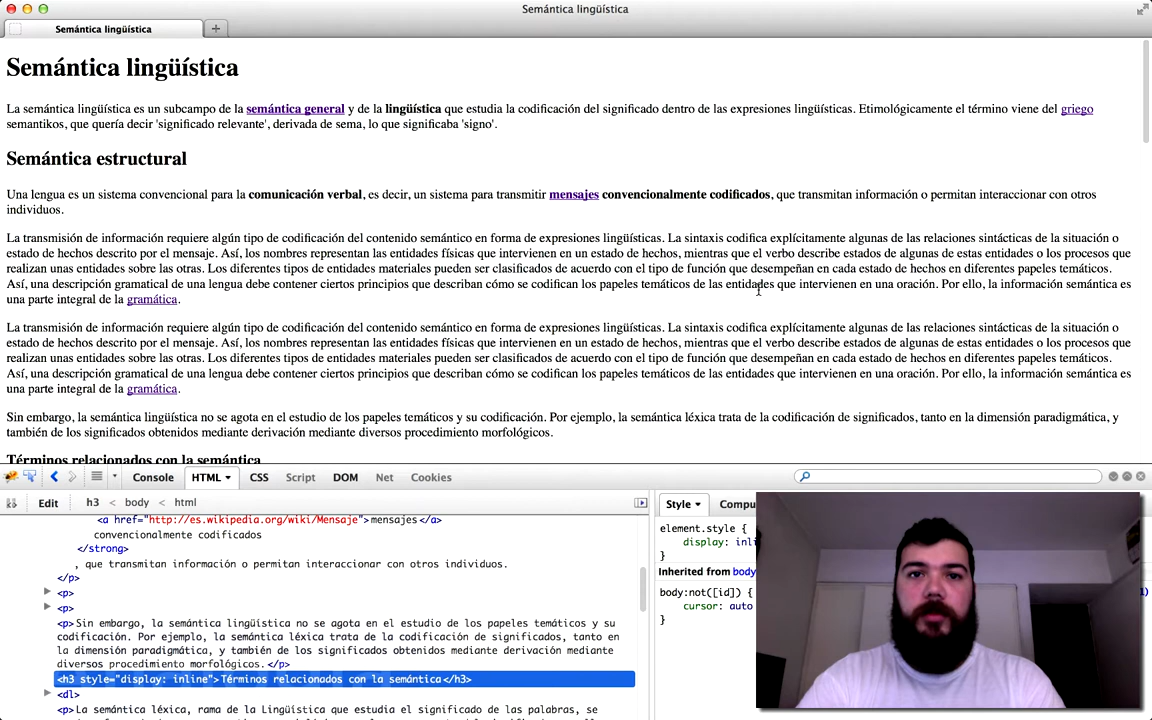 Semántica lingüística
Semántica lingüística
Semántica lingüística
La semántica lingüística es un subcampo de la semántica general y de la lingüística que estudia la codificación del significado dentro de las expresiones lingüísticas. Etimológicamente el término viene del griego
semantikos, que quería decir 'significado relevante', derivada de sema, lo que significaba 'signo'.
Semántica estructural
Una lengua es un sistema convencional para la comunicación verbal, es decir, un sistema para transmitir mensajes convencionalmente codificados, que transmitan información o permitan interaccionar con otros
individuos.
La transmisión de información requiere algún tipo de codificación del contenido semántico en forma de expresiones lingüísticas. La sintaxis codifica explícitamente algunas de las relaciones sintácticas de la situación o
estado de hechos descrito por el mensaje. Así, los nombres representan las entidades físicas que intervienen en un estado de hechos, mientras que el verbo describe estados de algunas de estas entidades o los procesos que
realizan unas entidades sobre las otras. Los diferentes tipos de entidades materiales pueden ser clasificados de acuerdo con el tipo de función que desempeñan en cada estado de hechos en diferentes papeles temáticos.
Así, una descripción gramatical de una lengua debe contener ciertos principios que describan cómo se codifican los papeles temáticos de las entidades que intervienen en una oración. Por ello, la información semántica es
una parte integral de la gramática.
La transmisión de información requiere algún tipo de codificación del contenido semántico en forma de expresiones lingüísticas. La sintaxis codifica explícitamente algunas de las relaciones sintácticas de la situación o
estado de hechos descrito por el mensaje. Así, los nombres representan las entidades físicas que intervienen en un estado de hechos, mientras que el verbo describe estados de algunas de estas entidades o los procesos que
realizan unas entidades sobre las otras. Los diferentes tipos de entidades materiales pueden ser clasificados de acuerdo con el tipo de función que desempeñan en cada estado de hechos en diferentes papeles temáticos.
Así, una descripción gramatical de una lengua debe contener ciertos principios que describan cómo se codifican los papeles temáticos de las entidades que intervienen en una oración. Por ello, la información semántica es
una parte integral de la gramática.
Sin embargo, la semántica lingüística no se agota en el estudio de los papeles temáticos y su codificación. Por ejemplo, la semántica léxica trata de la codificación de significados, tanto en la dimensión paradigmática, y
también de los significados obtenidos mediante derivación mediante diversos procedimiento morfológicos.
Términos relacionados con la semántica
Console HTML CSS Script DOM Net Cookies
Edit h3 < body < html
<a href="http://es.wikipedia.org/wiki/Mensaje">mensajes</a>
convencionalmente codificados
</strong>
, que transmitan información o permitan interaccionar con otros individuos.
</p>
<p>
<p>
<p>Sin embargo, la semántica lingüística no se agota en el estudio de los papeles temáticos y su
codificación. Por ejemplo, la semántica léxica trata de la codificación de significados, tanto en
la dimensión paradigmática, y también de los significados obtenidos mediante derivación mediante
diversos procedimiento morfológicos.</p>
<h3 style="display: inline">Términos relacionados con la semántica</h3>
<dl>
<p>La semántica léxica, rama de la Lingüística que estudia el significado de las palabras, se
Style Compu
element.style {
display: inli
}
Inherited from body
body:not([id]) {
cursor: auto
}
1)